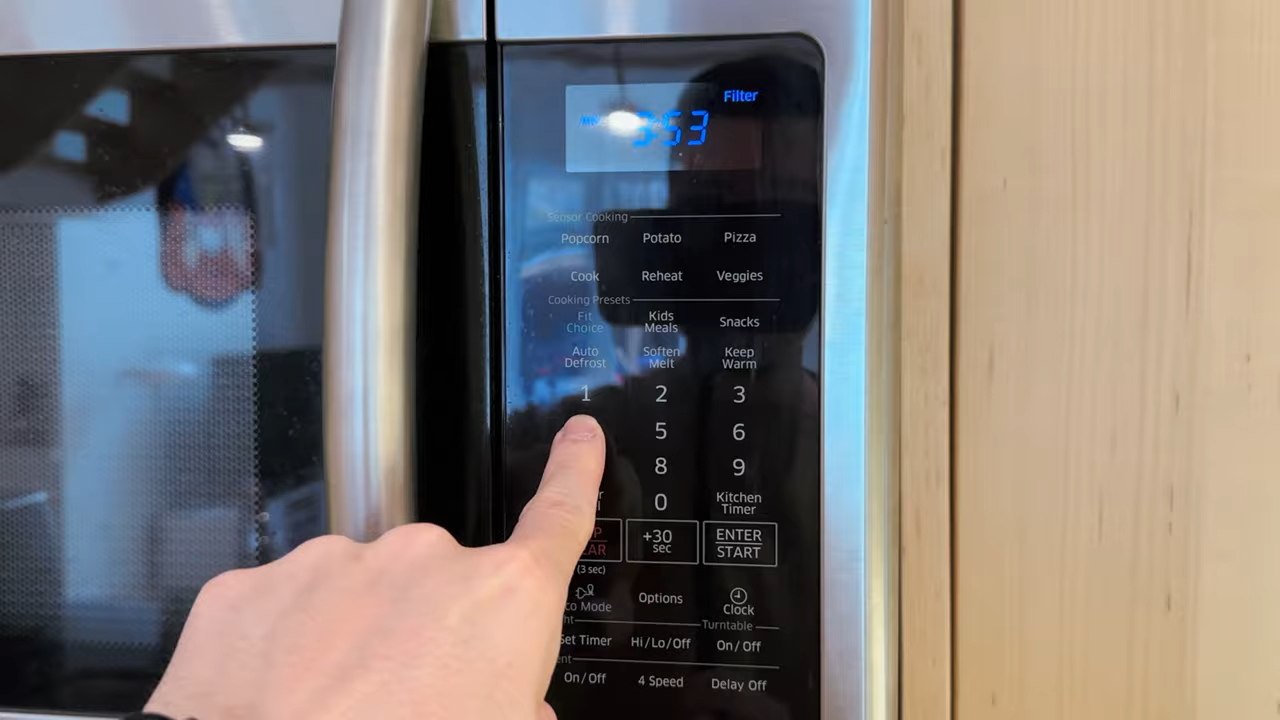 Filter
:53
Sensor Cooking
Popcorn Potato Pizza
Cook Reheat Veggies
Cooking Presets
Fit Choice Kids Meals Snacks
Auto Defrost Soften Melt Keep Warm
1 2 3
5 6
8 9
0 Kitchen Timer
+30 sec ENTER START
(3 sec)
Options Clock
Mode
Turntable
Set Timer Hi/Lo/Off On/Off
On/Off 4 Speed Delay Off